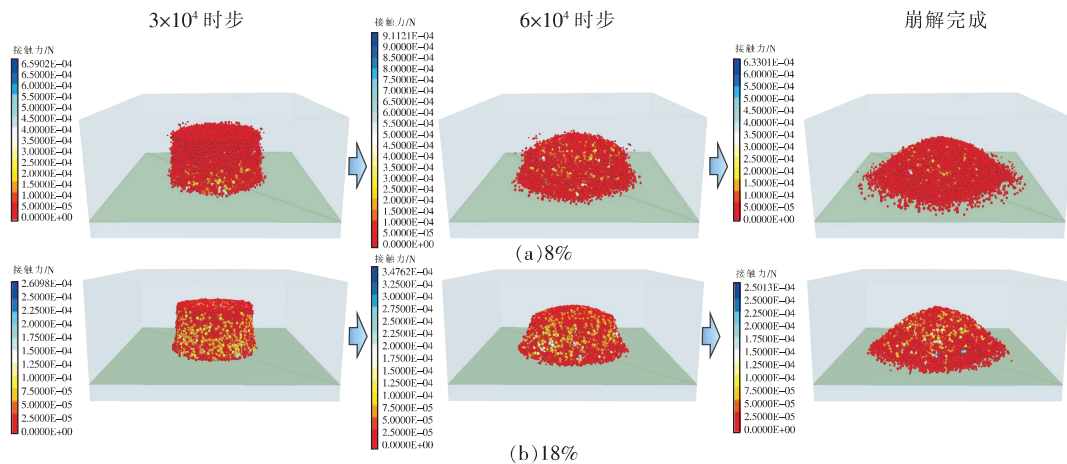 3×10⁴ 时步
6×10⁴ 时步
崩解完成
接触力/N
6.5902E−04
6.5000E−04
6.0000E−04
5.5000E−04
5.0000E−04
4.5000E−04
4.0000E−04
3.5000E−04
3.0000E−04
2.5000E−04
2.0000E−04
1.5000E−04
1.0000E−04
5.0000E−05
0.0000E+00
接触力/N
9.1121E−04
9.0000E−04
8.5000E−04
8.0000E−04
7.5000E−04
7.0000E−04
6.5000E−04
6.0000E−04
5.5000E−04
5.0000E−04
4.5000E−04
4.0000E−04
3.5000E−04
3.0000E−04
2.5000E−04
2.0000E−04
1.5000E−04
1.0000E−04
5.0000E−05
0.0000E+00
接触力/N
6.3301E−04
6.0000E−04
5.5000E−04
5.0000E−04
4.5000E−04
4.0000E−04
3.5000E−04
3.0000E−04
2.5000E−04
2.0000E−04
1.5000E−04
1.0000E−04
5.0000E−05
0.0000E+00
(a)8%
接触力/N
2.6098E−04
2.5000E−04
2.2500E−04
2.0000E−04
1.7500E−04
1.5000E−04
1.2500E−04
1.0000E−04
7.5000E−05
5.0000E−05
2.5000E−05
0.0000E+00
接触力/N
3.4762E−04
3.2500E−04
3.0000E−04
2.7500E−04
2.5000E−04
2.2500E−04
2.0000E−04
1.7500E−04
1.5000E−04
1.2500E−04
1.0000E−04
7.5000E−05
5.0000E−05
2.5000E−05
0.0000E+00
接触力/N
2.5013E−04
2.5000E−04
2.2500E−04
2.0000E−04
1.7500E−04
1.5000E−04
1.2500E−04
1.0000E−04
7.5000E−05
5.0000E−05
2.5000E−05
0.0000E+00
(b)18%